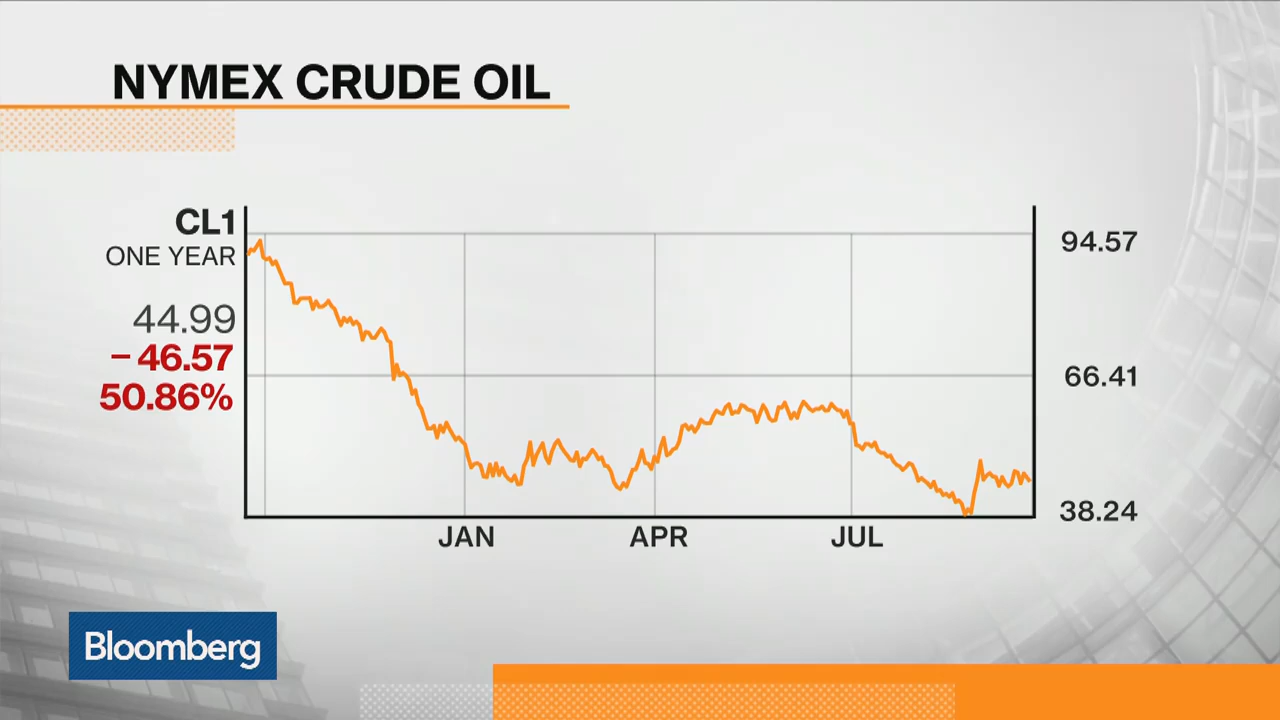 NYMEX CRUDE OIL
CL1
ONE YEAR
44.99
–46.57
50.86%
94.57
66.41
38.24
JAN APR JUL
Bloomberg